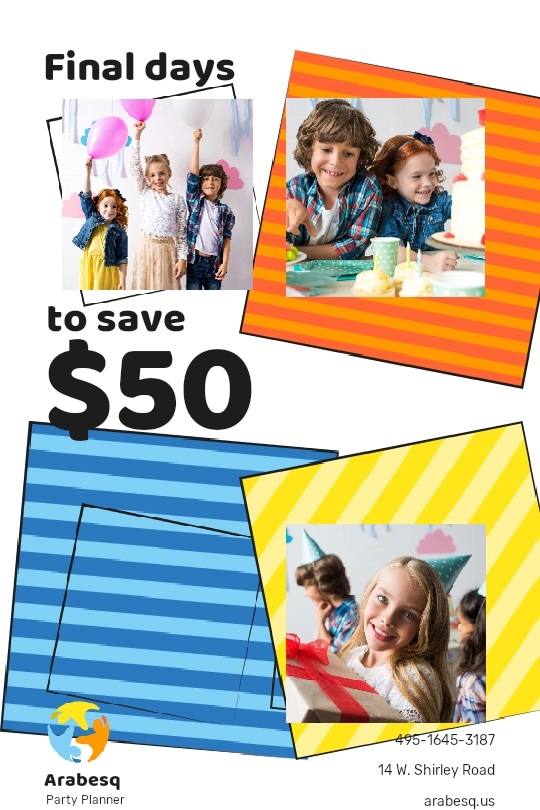 Final days
to save
$50
Arabesq
Party Planner
495-1645-3187
14 W. Shirley Road
arabesq.us